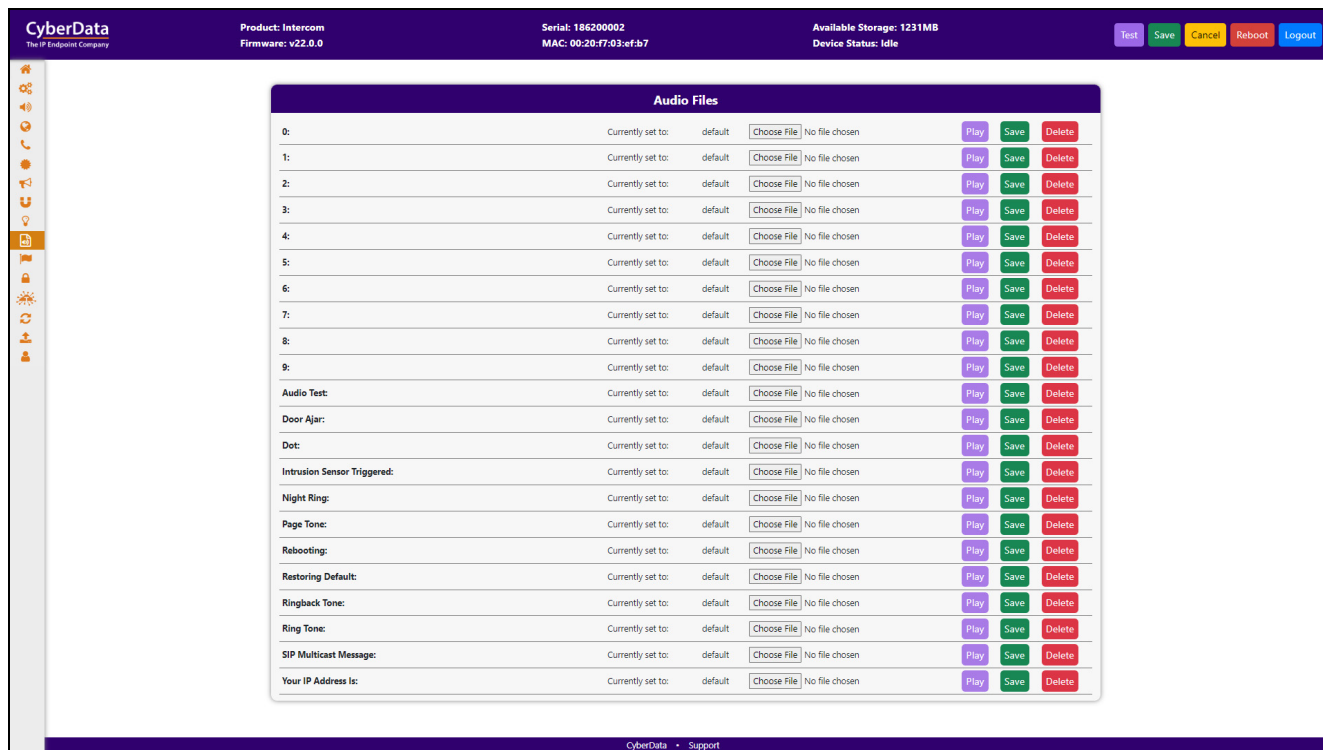 CyberData
The IP Endpoint Company
Product: Intercom
Firmware: v22.0.0
Serial: 186200002
MAC: 00:20:f7:03:ef:b7
Available Storage: 1231MB
Device Status: Idle
Test Save Cancel Reboot Logout
Audio Files
0: Currently set to: default Choose File No file chosen Play Save Delete
1: Currently set to: default Choose File No file chosen Play Save Delete
2: Currently set to: default Choose File No file chosen Play Save Delete
3: Currently set to: default Choose File No file chosen Play Save Delete
4: Currently set to: default Choose File No file chosen Play Save Delete
5: Currently set to: default Choose File No file chosen Play Save Delete
6: Currently set to: default Choose File No file chosen Play Save Delete
7: Currently set to: default Choose File No file chosen Play Save Delete
8: Currently set to: default Choose File No file chosen Play Save Delete
9: Currently set to: default Choose File No file chosen Play Save Delete
Audio Test: Currently set to: default Choose File No file chosen Play Save Delete
Door Ajar: Currently set to: default Choose File No file chosen Play Save Delete
Dot: Currently set to: default Choose File No file chosen Play Save Delete
Intrusion Sensor Triggered: Currently set to: default Choose File No file chosen Play Save Delete
Night Ring: Currently set to: default Choose File No file chosen Play Save Delete
Page Tone: Currently set to: default Choose File No file chosen Play Save Delete
Rebooting: Currently set to: default Choose File No file chosen Play Save Delete
Restoring Default: Currently set to: default Choose File No file chosen Play Save Delete
Ringback Tone: Currently set to: default Choose File No file chosen Play Save Delete
Ring Tone: Currently set to: default Choose File No file chosen Play Save Delete
SIP Multicast Message: Currently set to: default Choose File No file chosen Play Save Delete
Your IP Address Is: Currently set to: default Choose File No file chosen Play Save Delete
CyberData • Support